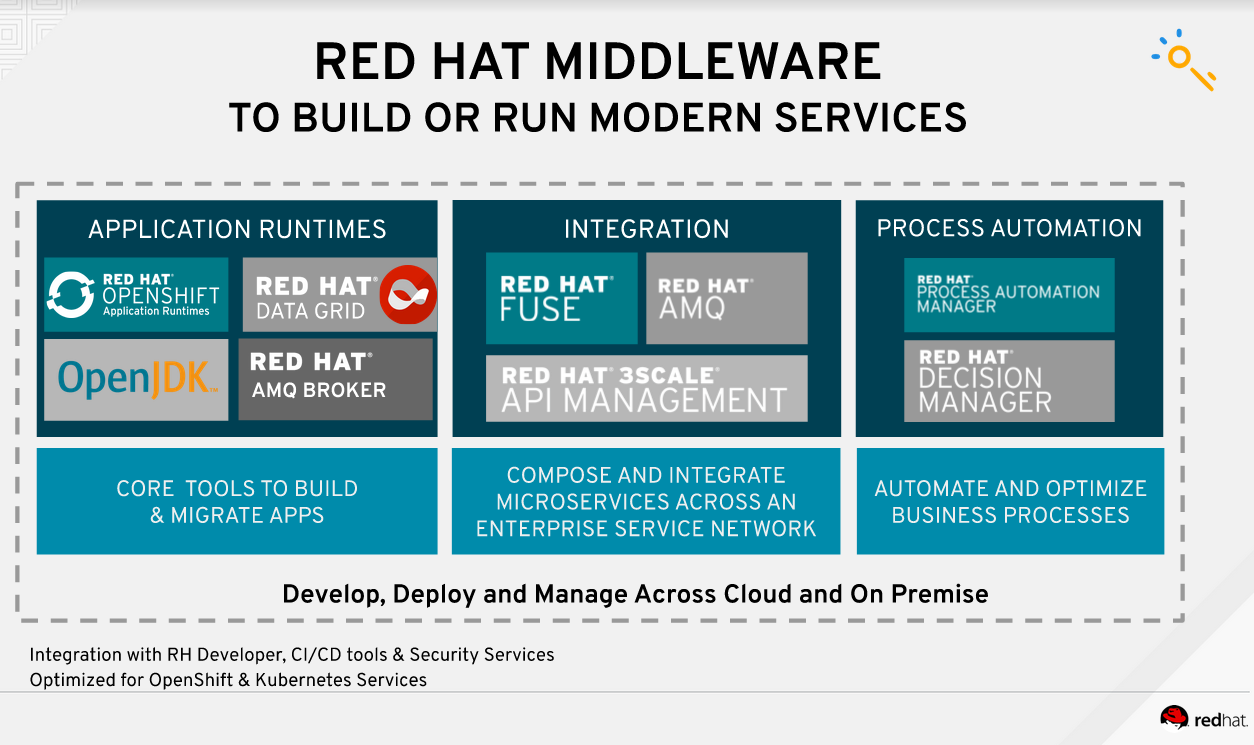 RED HAT MIDDLEWARE
TO BUILD OR RUN MODERN SERVICES
APPLICATION RUNTIMES
RED HAT®
OPENSHIFT
Application Runtimes
RED HAT®
DATA GRID
OpenJDK™
RED HAT®
AMQ BROKER
CORE TOOLS TO BUILD
& MIGRATE APPS
INTEGRATION
RED HAT®
FUSE
RED HAT®
AMQ
RED HAT® 3SCALE®
API MANAGEMENT
COMPOSE AND INTEGRATE
MICROSERVICES ACROSS AN
ENTERPRISE SERVICE NETWORK
PROCESS AUTOMATION
RED HAT®
PROCESS AUTOMATION
MANAGER
RED HAT®
DECISION
MANAGER
AUTOMATE AND OPTIMIZE
BUSINESS PROCESSES
Develop, Deploy and Manage Across Cloud and On Premise
Integration with RH Developer, CI/CD tools & Security Services
Optimized for OpenShift & Kubernetes Services
redhat.